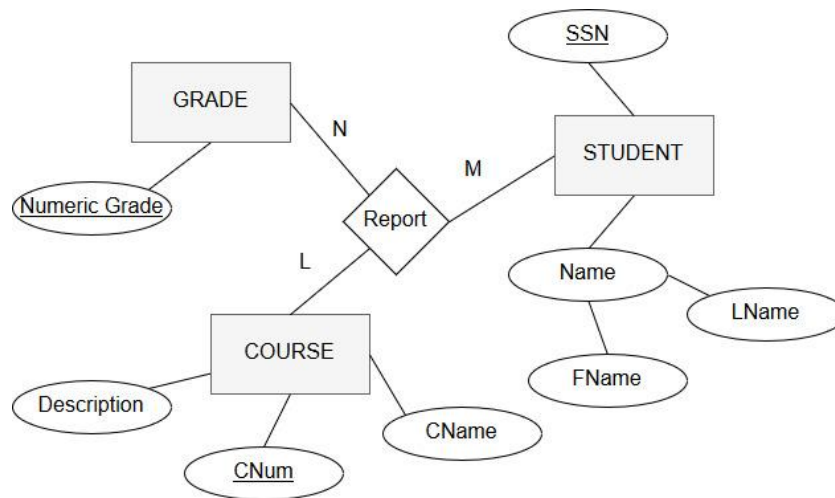 SSN
GRADE
N
STUDENT
M
Numeric Grade
Report
L
Name
LName
COURSE
FName
Description
CName
CNum